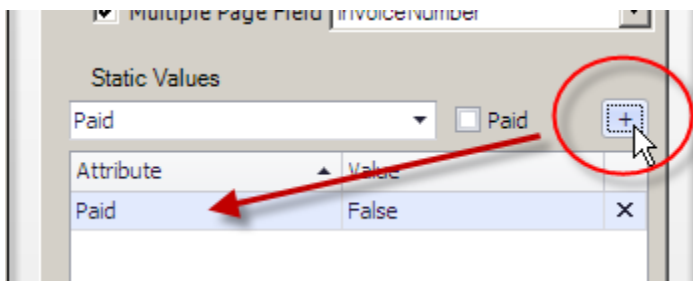 Multiple Page Field InvoiceNumber
Static Values
Paid Paid +
Attribute Value
Paid False X